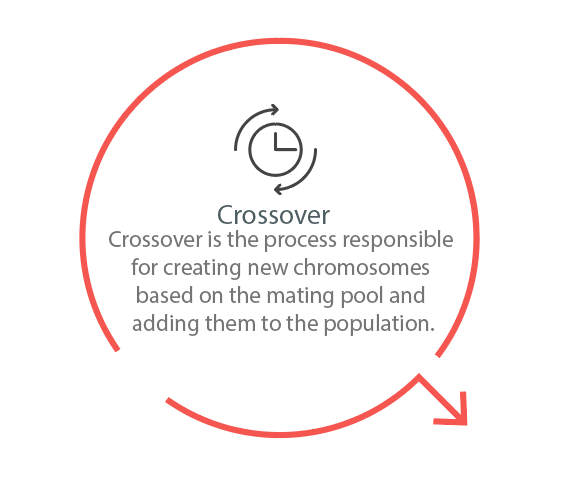 Crossover
Crossover is the process responsible
for creating new chromosomes
based on the mating pool and
adding them to the population.